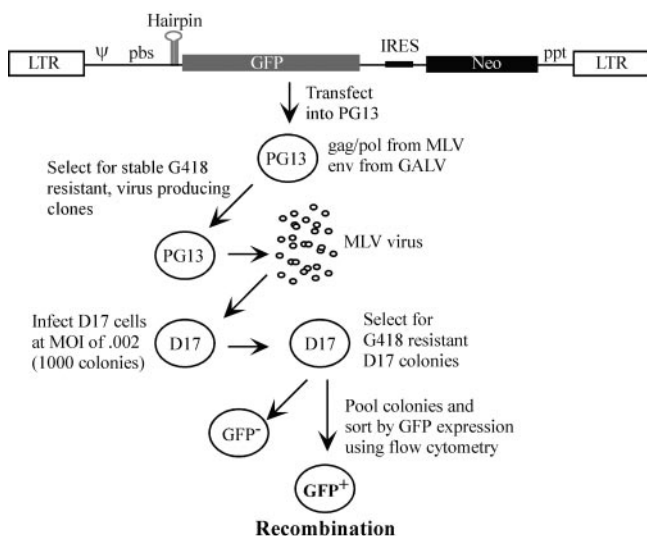 Hairpin
ψ pbs IRES ppt
LTR GFP Neo LTR
Transfect
into PG13
PG13
gag/pol from MLV
env from GALV
Select for stable G418
resistant, virus producing
clones
PG13
MLV virus
Infect D17 cells
at MOI of .002
(1000 colonies)
D17
D17
Select for
G418 resistant
D17 colonies
GFP-
Pool colonies and
sort by GFP expression
using flow cytometry
GFP+
Recombination